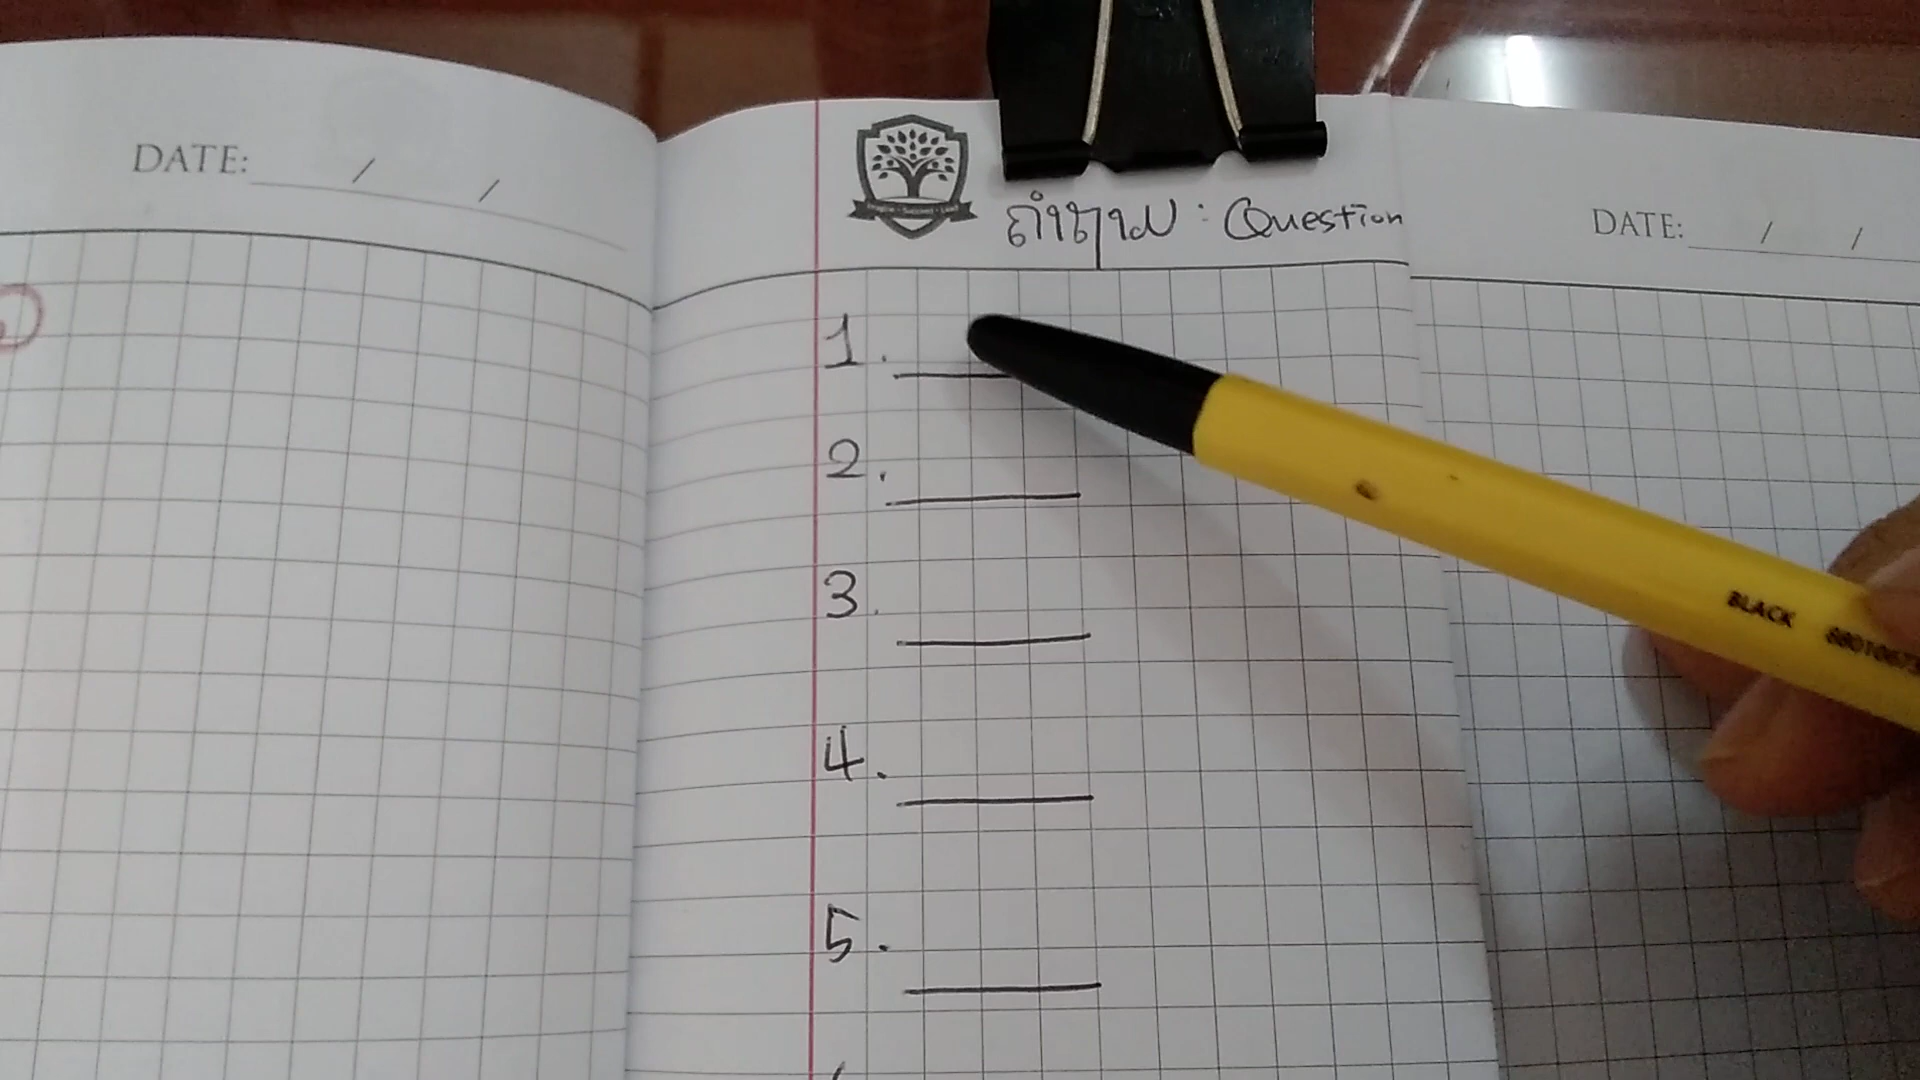 DATE: / /
ຄຳຖາມ : Question
DATE: / /
1.
2.
3.
4.
5.
BLACK